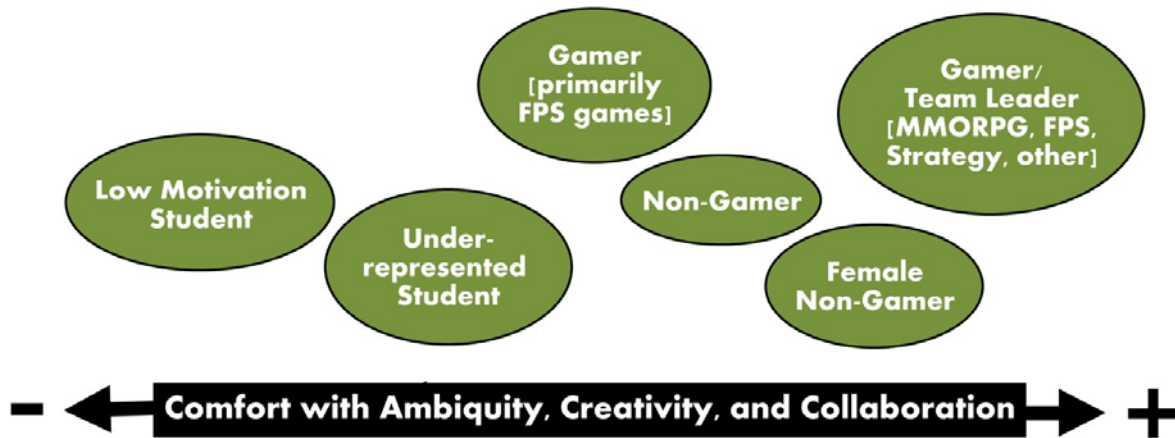 Gamer
[primarily
FPS games]
Gamer/
Team Leader
[MMORPG, FPS,
Strategy, other]
Low Motivation
Student
Non-Gamer
Under-
represented
Student
Female
Non-Gamer
- Comfort with Ambiquity, Creativity, and Collaboration +